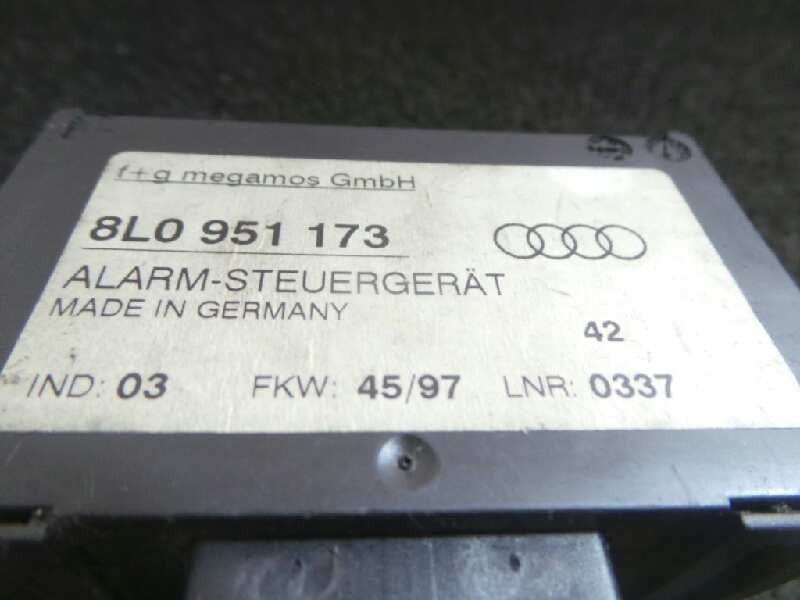 f+g megamos GmbH
8L0 951 173
ALARM-STEUERGERÄT
MADE IN GERMANY
42
IND: 03 FKW: 45/97 LNR: 0337